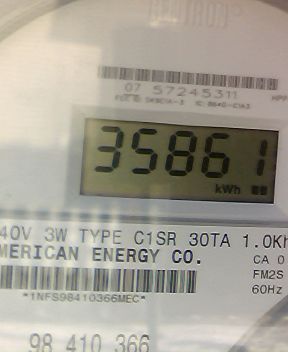 07 57245311
35861
kWh
40V 3W TYPE C1SR 30TA 1.0Kh
MERICAN ENERGY CO.
CA 0
FM2S
60Hz
*1NFS98410366MEC*
98 410 366